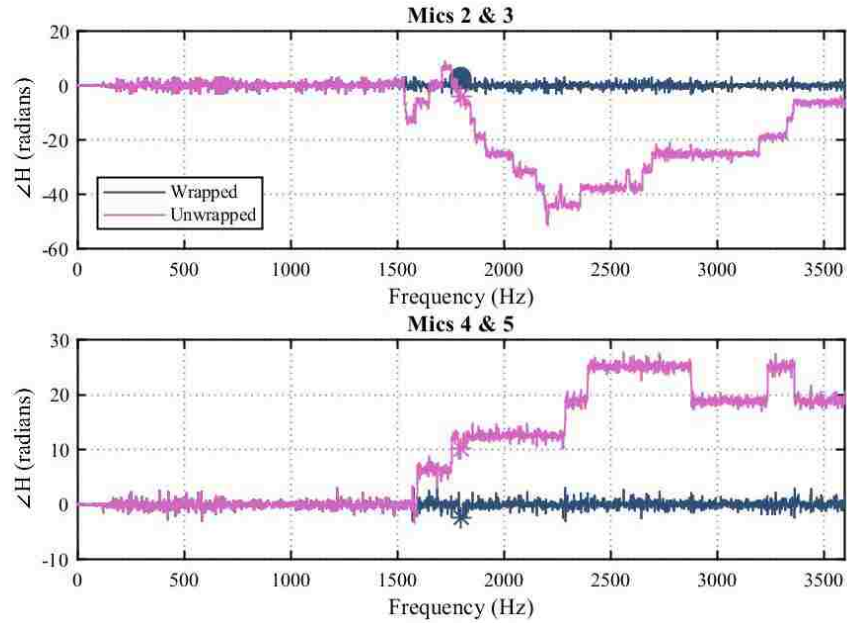 Mics 2 & 3
20
0
-20
-40
-60
∠H (radians)
Wrapped
Unwrapped
0 500 1000 1500 2000 2500 3000 3500
Frequency (Hz)
Mics 4 & 5
30
20
10
0
-10
∠H (radians)
0 500 1000 1500 2000 2500 3000 3500
Frequency (Hz)